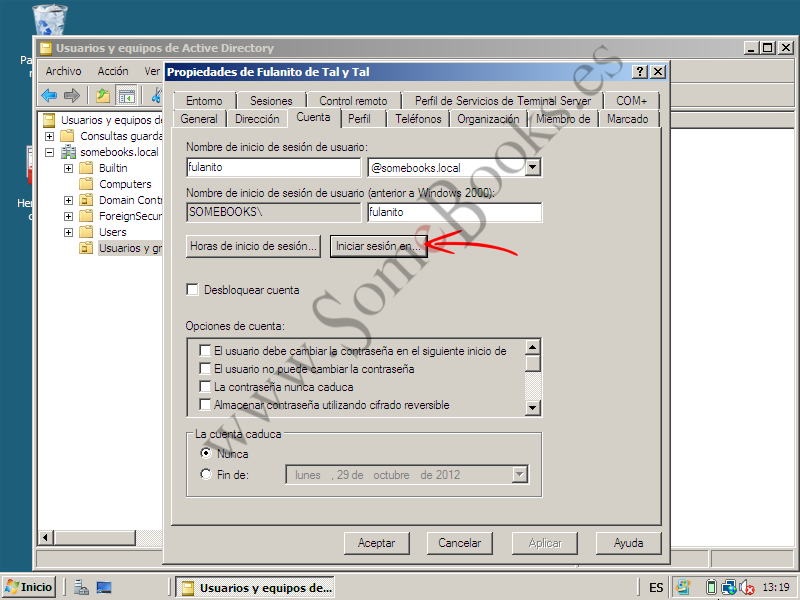 Usuarios y equipos de Active Directory
Archivo Acción Ver
Propiedades de Fulanito de Tal y Tal
Entorno Sesiones Control remoto Perfil de Servicios de Terminal Server COM+
General Dirección Cuenta Perfil Teléfonos Organización Miembro de Marcado
Usuarios y equipos de
Consultas guarda
somebooks.local
Builtin
Computers
Domain Contr
ForeignSecur
Users
Usuarios y gr
Nombre de inicio de sesión de usuario:
fulanito @somebooks.local
Nombre de inicio de sesión de usuario (anterior a Windows 2000):
SOMEBOOKS\ fulanito
Horas de inicio de sesión... Iniciar sesión en...
Desbloquear cuenta
Opciones de cuenta:
El usuario debe cambiar la contraseña en el siguiente inicio de
El usuario no puede cambiar la contraseña
La contraseña nunca caduca
Almacenar contraseña utilizando cifrado reversible
La cuenta caduca
Nunca
Fin de: lunes , 29 de octubre de 2012
Aceptar Cancelar Aplicar Ayuda
www.SomeBooks.es
Inicio Usuarios y equipos de... ES 13:19